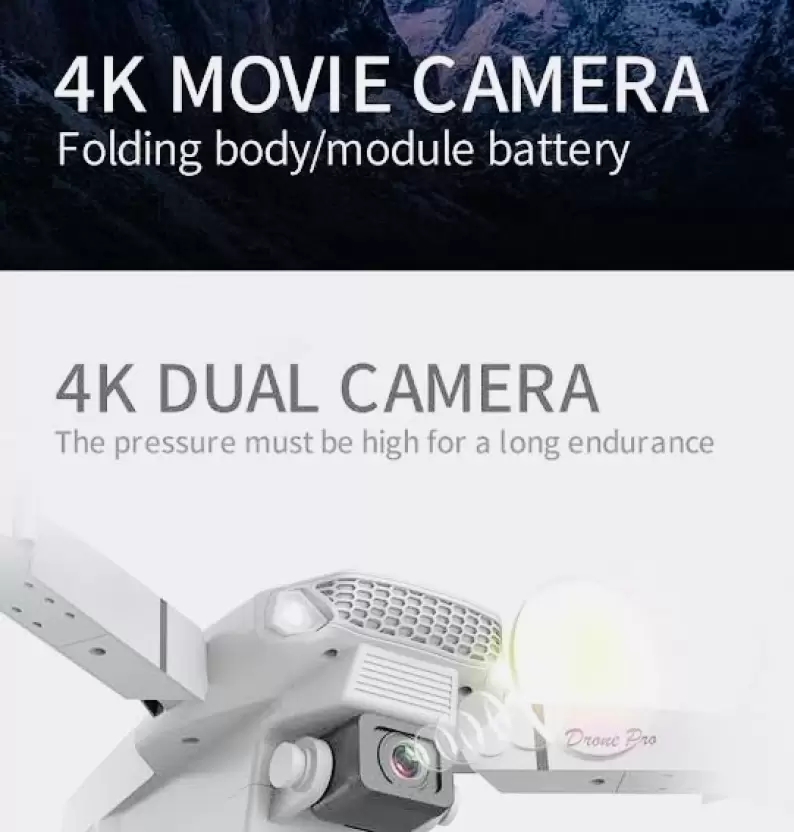 4K MOVIE CAMERA
Folding body/module battery
4K DUAL CAMERA
The pressure must be high for a long endurance
Drone Pro